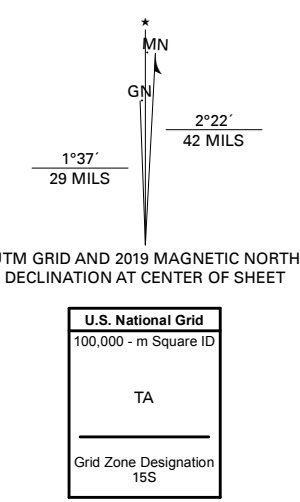 ★
MN
GN
2°22´
42 MILS
1°37´
29 MILS
UTM GRID AND 2019 MAGNETIC NORTH
DECLINATION AT CENTER OF SHEET
U.S. National Grid
100,000 - m Square ID
TA
Grid Zone Designation
15S